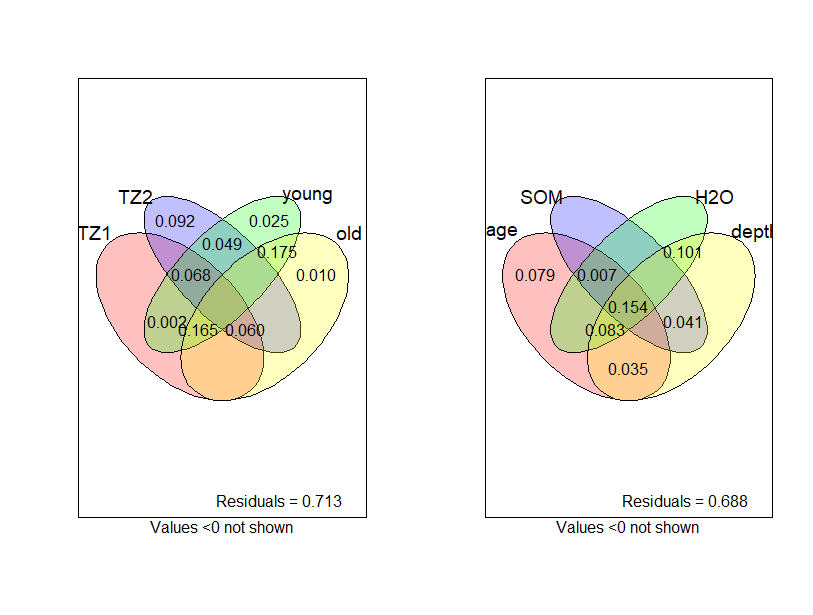 TZ1
TZ2
young
old
0.092
0.025
0.049
0.175
0.068
0.010
0.002
0.165
0.060
Residuals = 0.713
Values <0 not shown
age
SOM
H2O
depth
0.101
0.079
0.007
0.154
0.083
0.041
0.035
Residuals = 0.688
Values <0 not shown